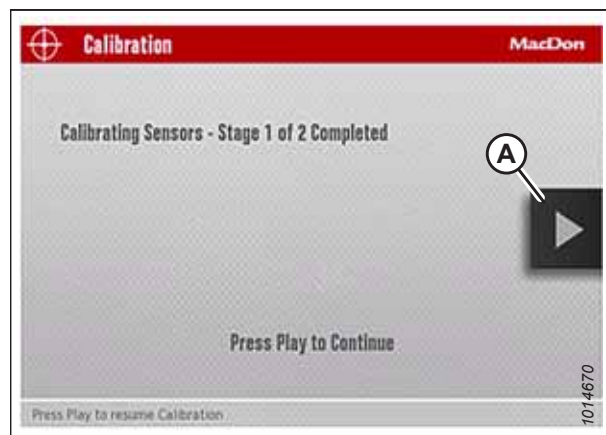 Calibration
MacDon
Calibrating Sensors - Stage 1 of 2 Completed
A
Press Play to Continue
Press Play to resume Calibration
1014670